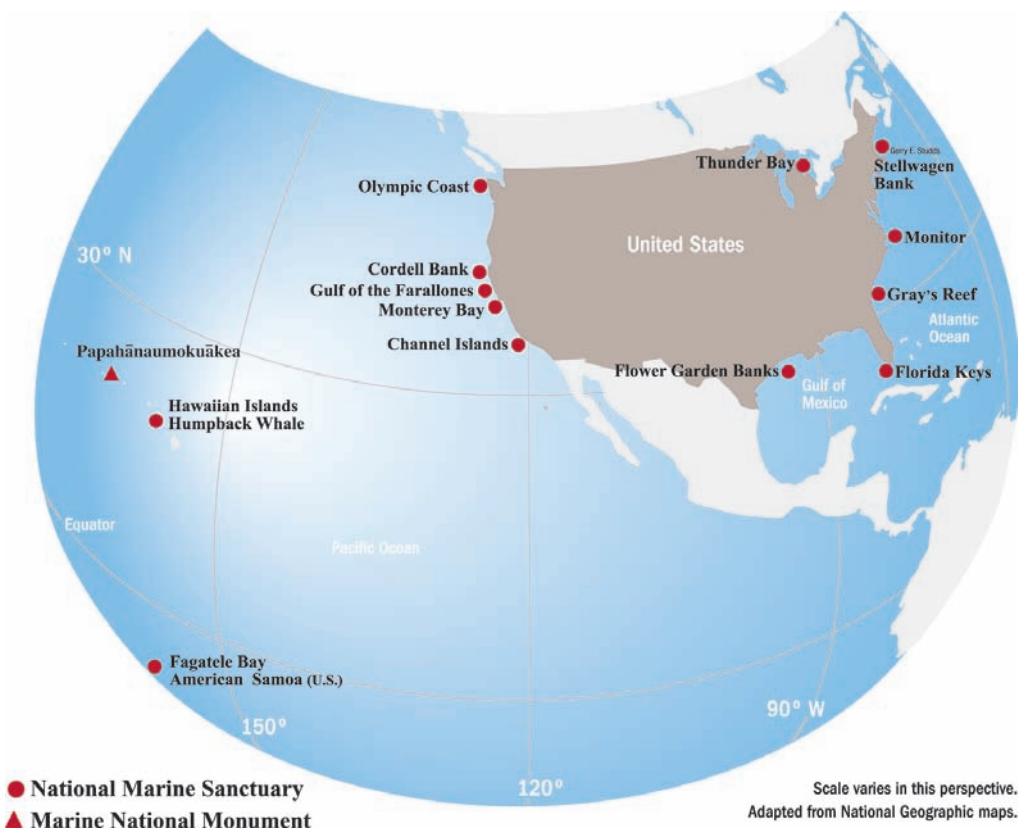 Gerry E. Studds
Stellwagen
Bank
Thunder Bay
Olympic Coast
Monitor
United States
30° N
Cordell Bank
Gulf of the Farallones
Monterey Bay
Gray's Reef
Atlantic
Ocean
Channel Islands
Papahānaumokuākea
Flower Garden Banks
Florida Keys
Gulf of
Mexico
Hawaiian Islands
Humpback Whale
Equator
Pacific Ocoan
Fagatele Bay
American Samoa (U.S.)
150°
90° W
120°
National Marine Sanctuary
Marine National Monument
Scale varies in this perspective.
Adapted from National Geographic maps.